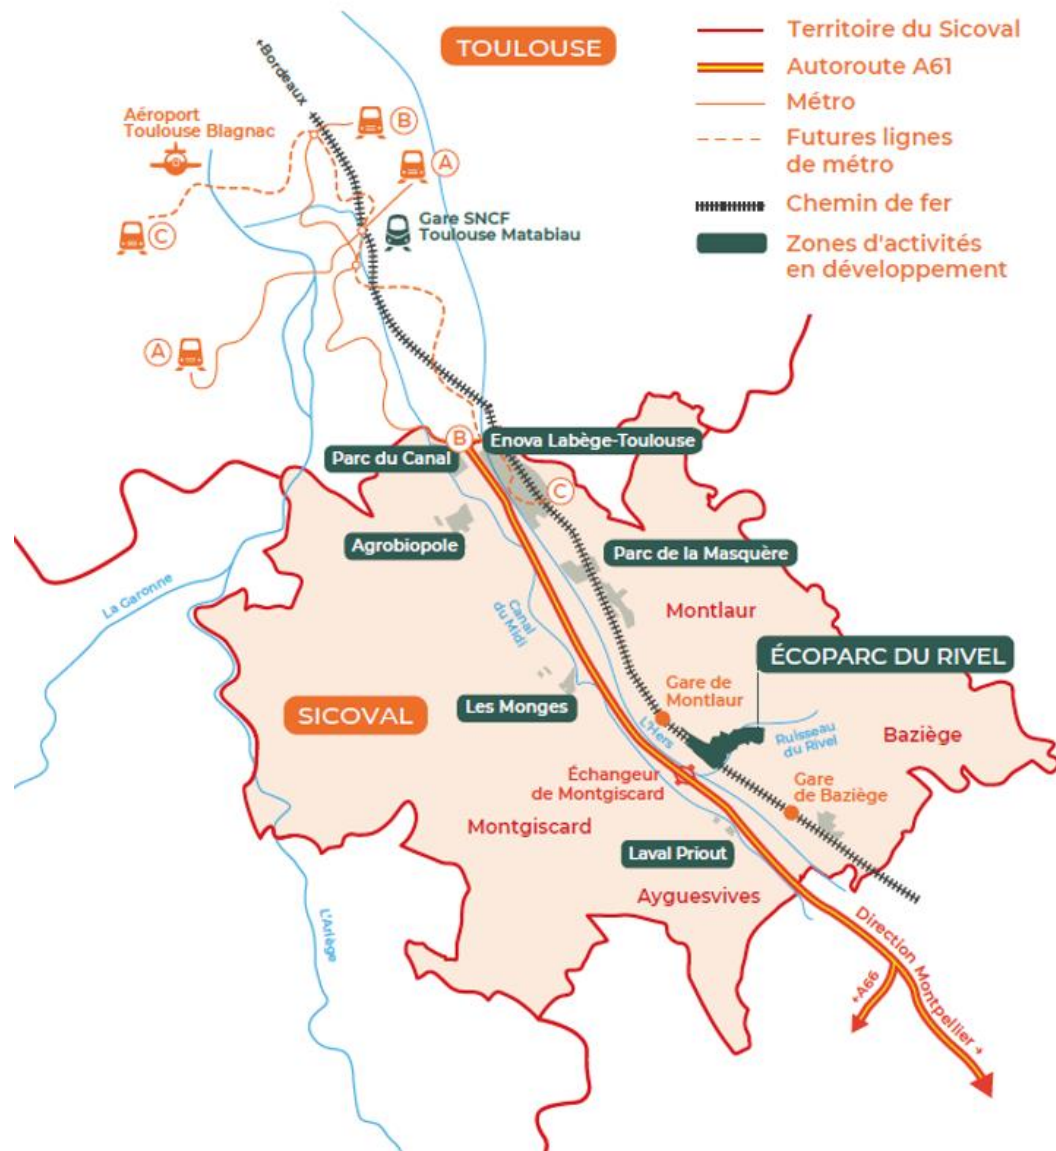 TOULOUSE
Territoire du Sicoval
Autoroute A61
Métro
Futures lignes
de métro
Chemin de fer
Zones d'activités
en développement
←Bordeaux
Aéroport
Toulouse Blagnac
B
A
C
Gare SNCF
Toulouse Matabiau
A
B
Enova Labège-Toulouse
Parc du Canal
C
Agrobiopole
Parc de la Masquère
La Garonne
Canal
du Midi
Montlaur
ÉCOPARC DU RIVEL
Gare de
Montlaur
SICOVAL
Les Monges
L'Hers
Ruisseau
du Rivel
Baziège
Échangeur
de Montgiscard
Gare
de Baziège
Montgiscard
Laval Priout
Ayguesvives
L'Ariège
Direction Montpellier →
←A66